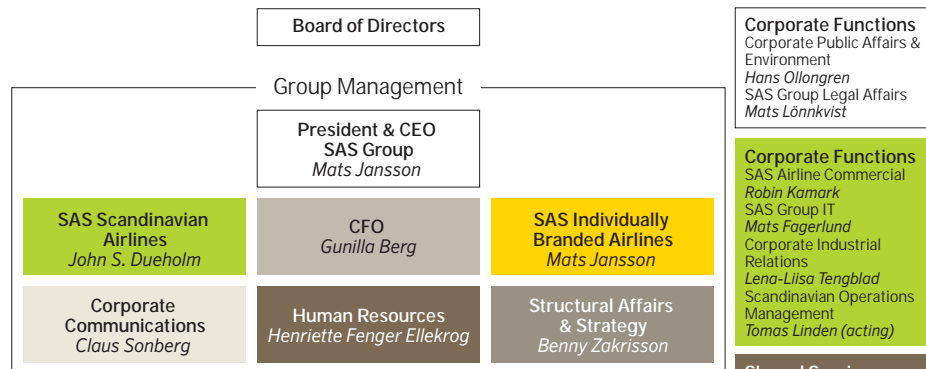 Board of Directors
Group Management
President & CEO
SAS Group
Mats Jansson
SAS Scandinavian
Airlines
John S. Dueholm
CFO
Gunilla Berg
SAS Individually
Branded Airlines
Mats Jansson
Corporate
Communications
Claus Sonberg
Human Resources
Henriette Fenger Ellekrog
Structural Affairs
& Strategy
Benny Zakrisson
Corporate Functions
Corporate Public Affairs &
Environment
Hans Ollongren
SAS Group Legal Affairs
Mats Lönnkvist
Corporate Functions
SAS Airline Commercial
Robin Kamark
SAS Group IT
Mats Fagerlund
Corporate Industrial
Relations
Lena-Liisa Tengblad
Scandinavian Operations
Management
Tomas Linden (acting)